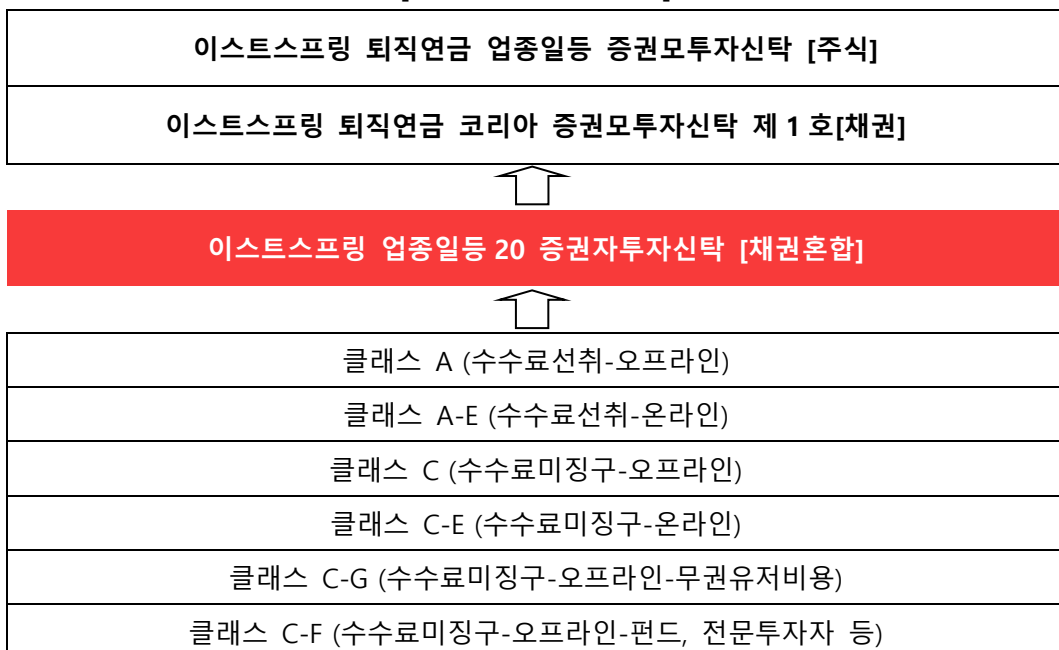 이스트스프링 퇴직연금 업종일등 증권모투자신탁 [주식]
이스트스프링 퇴직연금 코리아 증권모투자신탁 제 1 호[채권]
이스트스프링 업종일등 20 증권자투자신탁 [채권혼합]
클래스 A (수수료선취-오프라인)
클래스 A-E (수수료선취-온라인)
클래스 C (수수료미징구-오프라인)
클래스 C-E (수수료미징구-온라인)
클래스 C-G (수수료미징구-오프라인-무권유저비용)
클래스 C-F (수수료미징구-오프라인-펀드, 전문투자자 등)